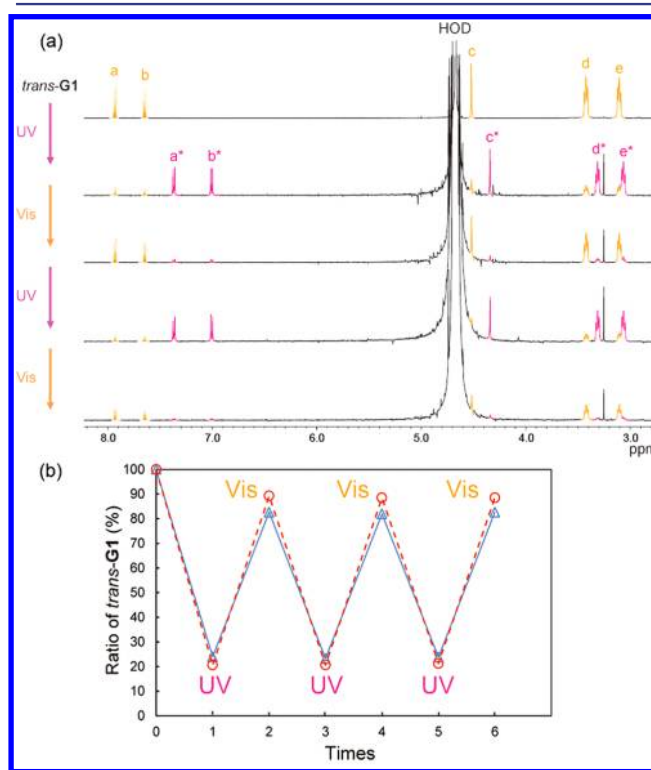 (a)
HOD
a
b
c
d
e
trans-G1
UV
a*
b*
c*
d*
e*
Vis
UV
Vis
8.0 7.0 6.0 5.0 4.0 3.0
ppm
(b)
Ratio of trans-G1 (%)
100
90
80
70
60
50
40
30
20
10
0
Vis Vis Vis
UV UV UV
0 1 2 3 4 5 6
Times